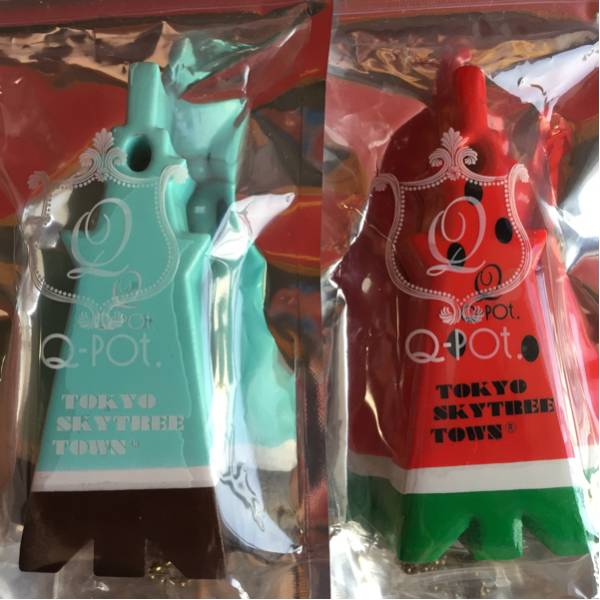 Q
Q
POt.
Q-POt.
TOKYO
SKYTREE
TOWN®
Q
Q
POt.
Q-POt.
TOKYO
SKYTREE
TOWN®